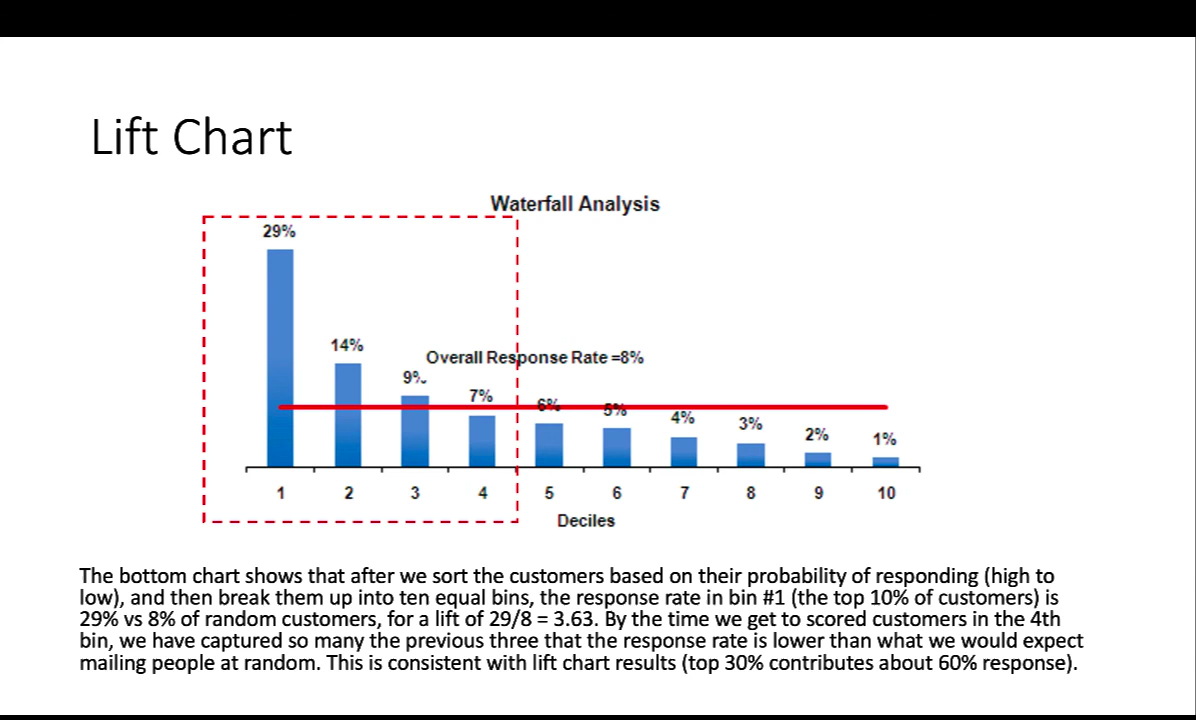 Lift Chart
Waterfall Analysis
29%
14%
Overall Response Rate =8%
9%
7%
6%
5%
4%
3%
2%
1%
1 2 3 4 5 6 7 8 9 10
Deciles
The bottom chart shows that after we sort the customers based on their probability of responding (high to
low), and then break them up into ten equal bins, the response rate in bin #1 (the top 10% of customers) is
29% vs 8% of random customers, for a lift of 29/8 = 3.63. By the time we get to scored customers in the 4th
bin, we have captured so many the previous three that the response rate is lower than what we would expect
mailing people at random. This is consistent with lift chart results (top 30% contributes about 60% response).